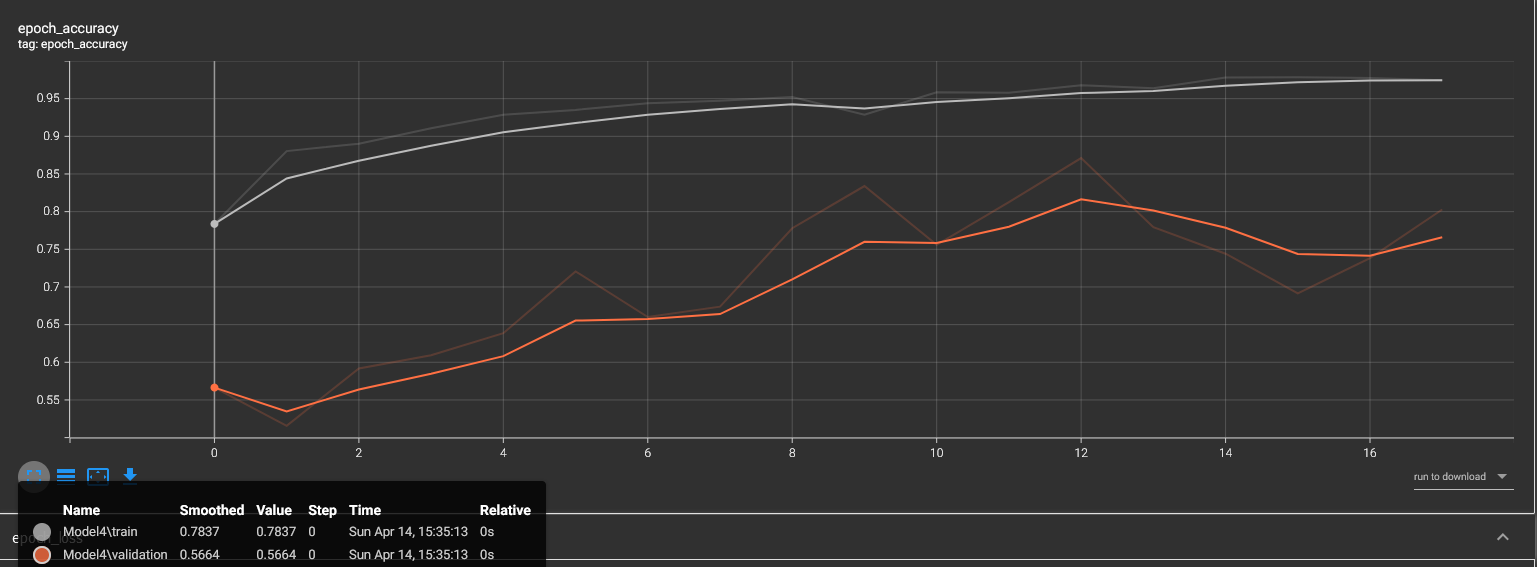 epoch_accuracy
tag: epoch_accuracy
0.95
0.9
0.85
0.8
0.75
0.7
0.65
0.6
0.55
0 2 4 6 8 10 12 14 16
run to download
Name Smoothed Value Step Time Relative
Model4\train 0.7837 0.7837 0 Sun Apr 14, 15:35:13 0s
epoch_loss
Model4\validation 0.5664 0.5664 0 Sun Apr 14, 15:35:13 0s